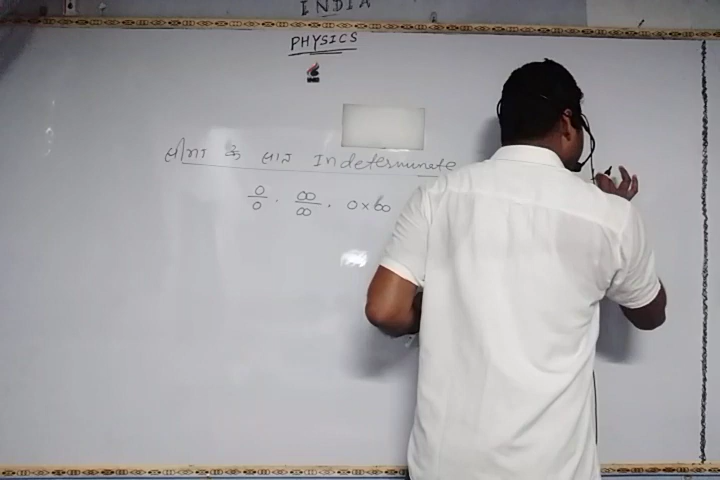 INDIA
PHYSICS
सीमा के मान Indeterminate
0/0 , ∞/∞ , 0×∞